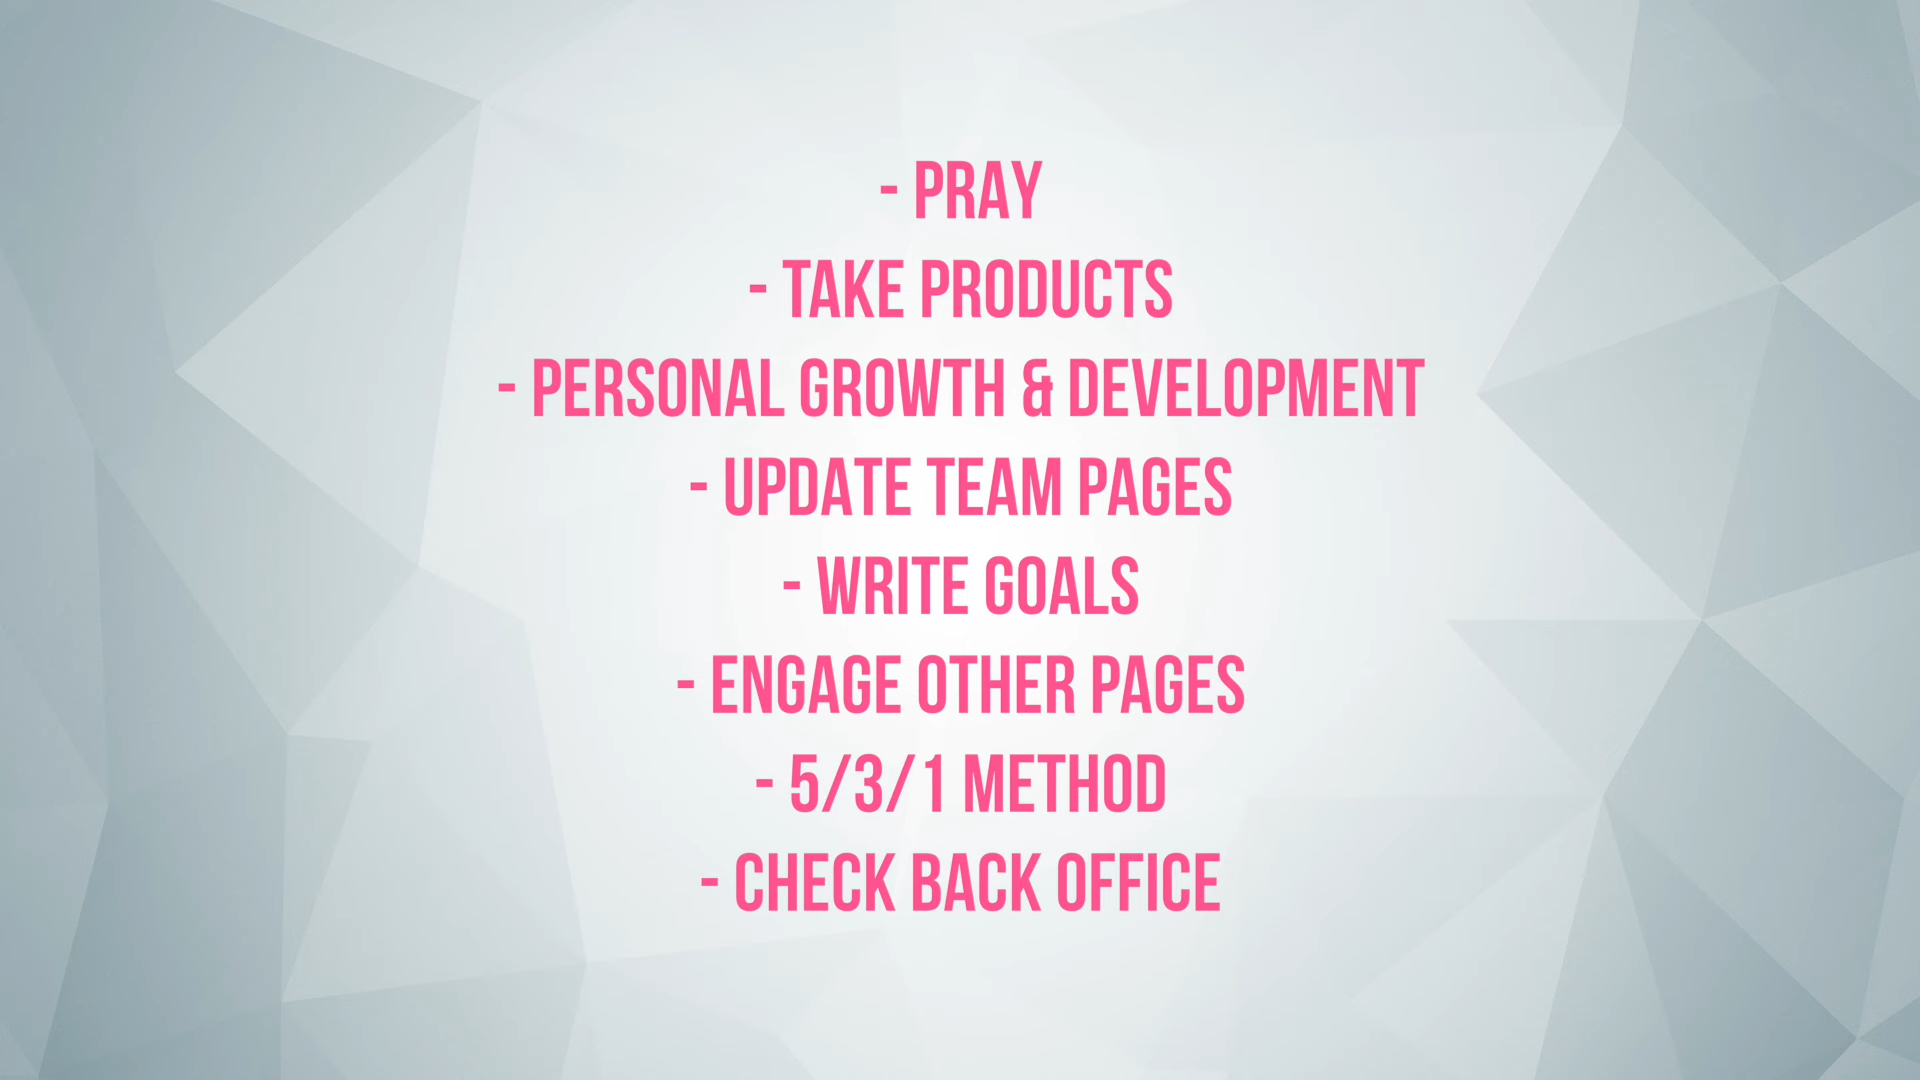 - PRAY
- TAKE PRODUCTS
- PERSONAL GROWTH & DEVELOPMENT
- UPDATE TEAM PAGES
- WRITE GOALS
- ENGAGE OTHER PAGES
- 5/3/1 METHOD
- CHECK BACK OFFICE